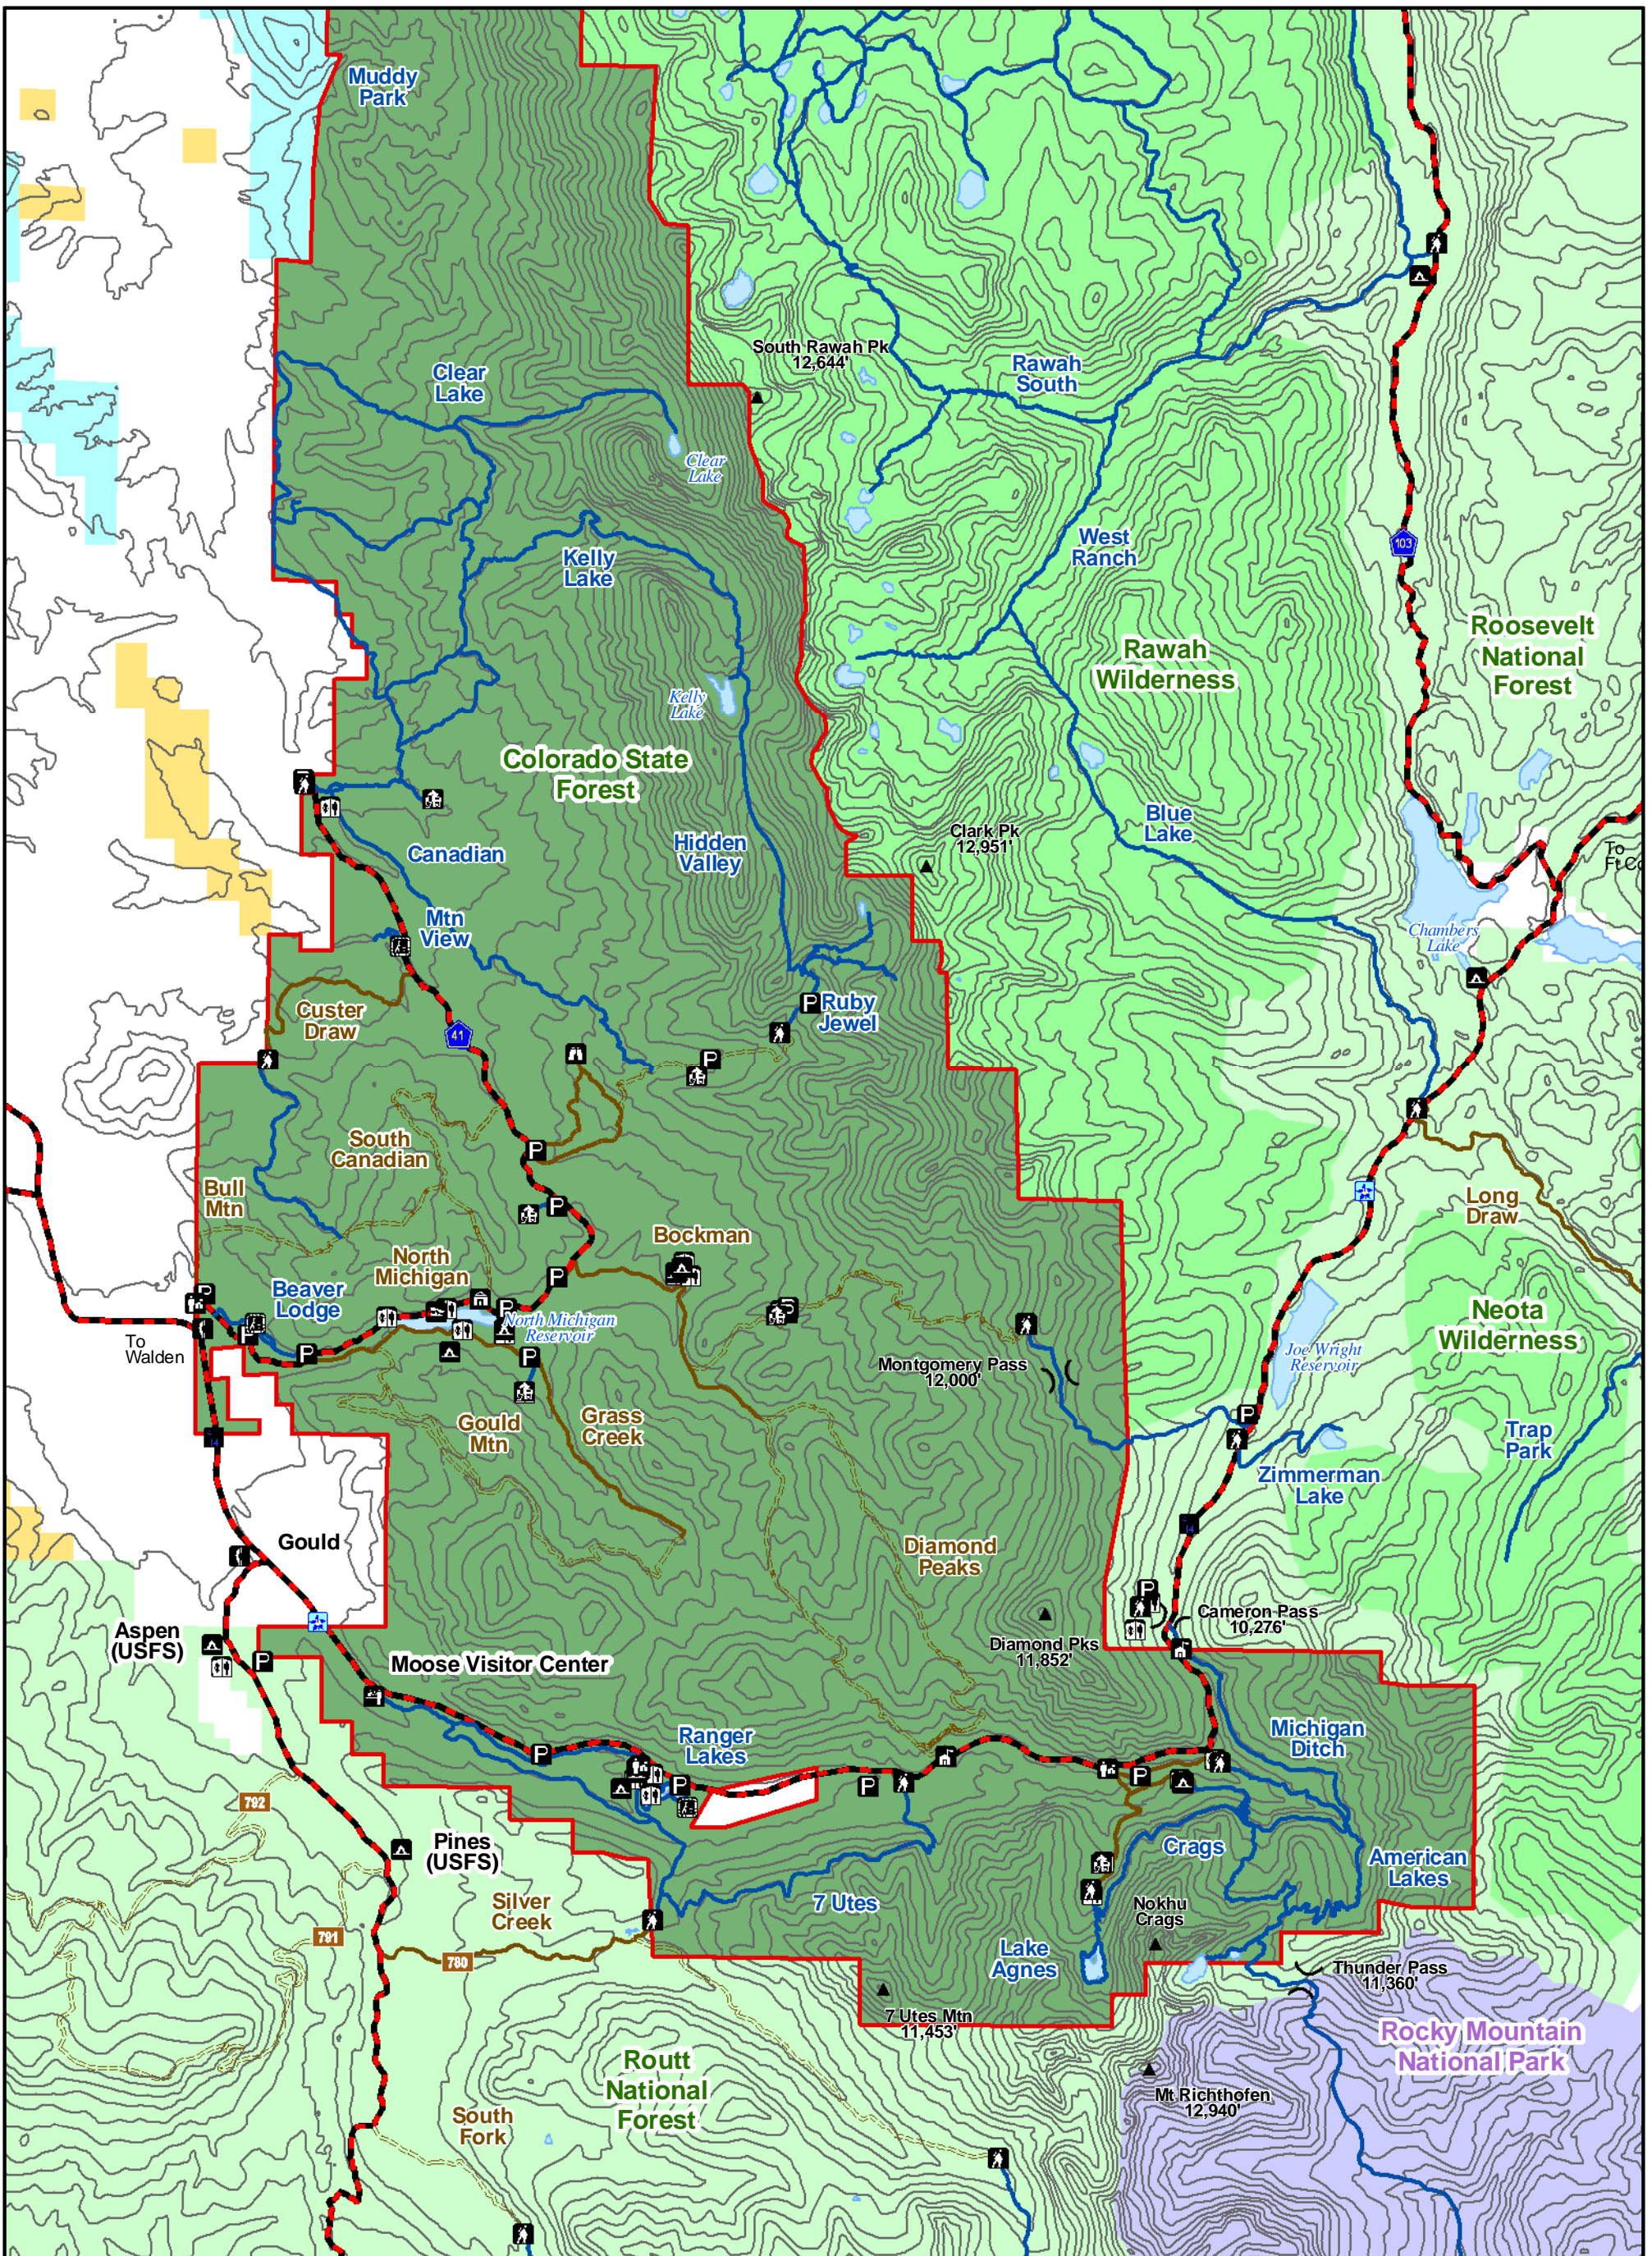 Muddy
Park
South Rawah Pk
12,644'
Clear
Lake
Rawah
South
Clear
Lake
103
West
Ranch
Kelly
Lake
Roosevelt
National
Forest
Rawah
Wilderness
Kelly
Lake
Colorado State
Forest
Blue
Lake
Clark Pk
12,951'
Hidden
Valley
To
Canadian
Mtn
View
Chambers
Lake
Ruby
Jewel
Custer
Draw
41
South
Canadian
Bull
Mtn
Long
Draw
Bockman
North
Michigan
Beaver
Lodge
North Michigan
Reservoir
Neota
Wilderness
To
Walden
Joe Wright
Reservoir
Montgomery Pass
12,000'
Gould
Mtn
Grass
Creek
14
Trap
Park
Zimmerman
Lake
14
Gould
Diamond
Peaks
Cameron Pass
10,276'
Aspen
(USFS)
Diamond Pks
11,852'
Moose Visitor Center
Ranger
Lakes
Michigan
Ditch
792
Pines
(USFS)
Crags
American
Lakes
Silver
Creek
7 Utes
Nokhu
Crags
791
780
Lake
Agnes
Thunder Pass
11,360'
7 Utes Mtn
11,453'
Rocky Mountain
National Park
Routt
National
Forest
Mt Richthofen
12,940'
South
Fork